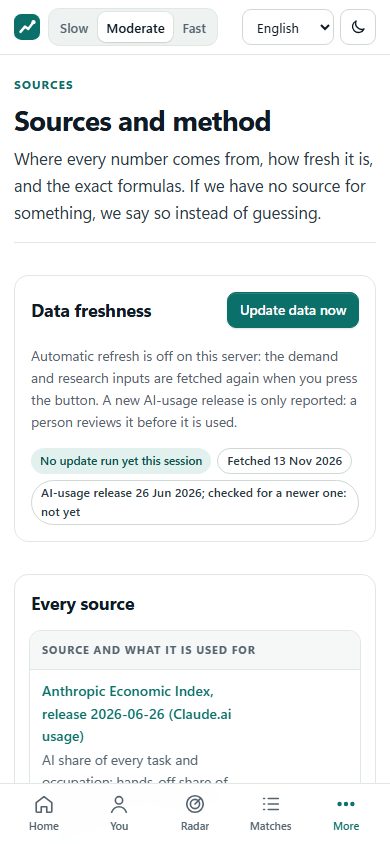 Slow Moderate Fast English
SOURCES
Sources and method
Where every number comes from, how fresh it is,
and the exact formulas. If we have no source for
something, we say so instead of guessing.
Data freshness
Update data now
Automatic refresh is off on this server: the demand
and research inputs are fetched again when you press
the button. A new AI-usage release is only reported: a
person reviews it before it is used.
No update run yet this session
Fetched 13 Nov 2026
AI-usage release 26 Jun 2026; checked for a newer one:
not yet
Every source
SOURCE AND WHAT IT IS USED FOR
Anthropic Economic Index,
release 2026-06-26 (Claude.ai
usage)
AI share of every task and
occupation; hands-off share of
Home You Radar Matches More